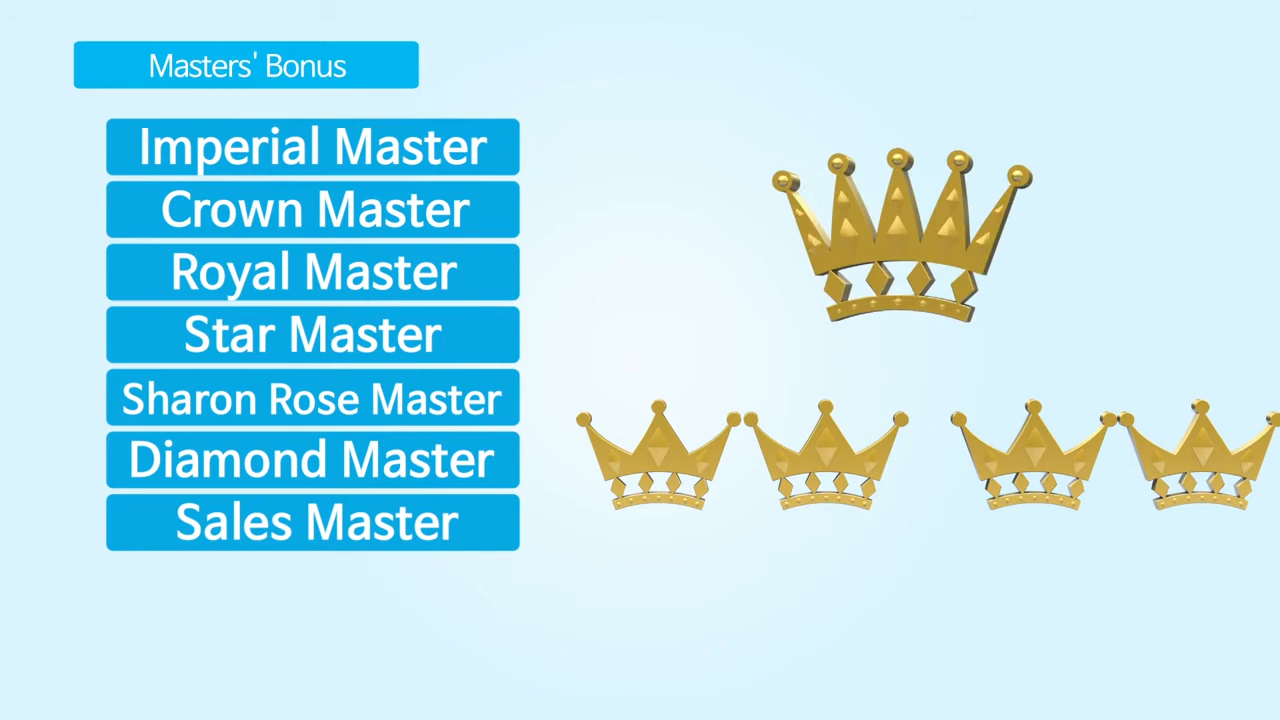 Masters' Bonus
Imperial Master
Crown Master
Royal Master
Star Master
Sharon Rose Master
Diamond Master
Sales Master